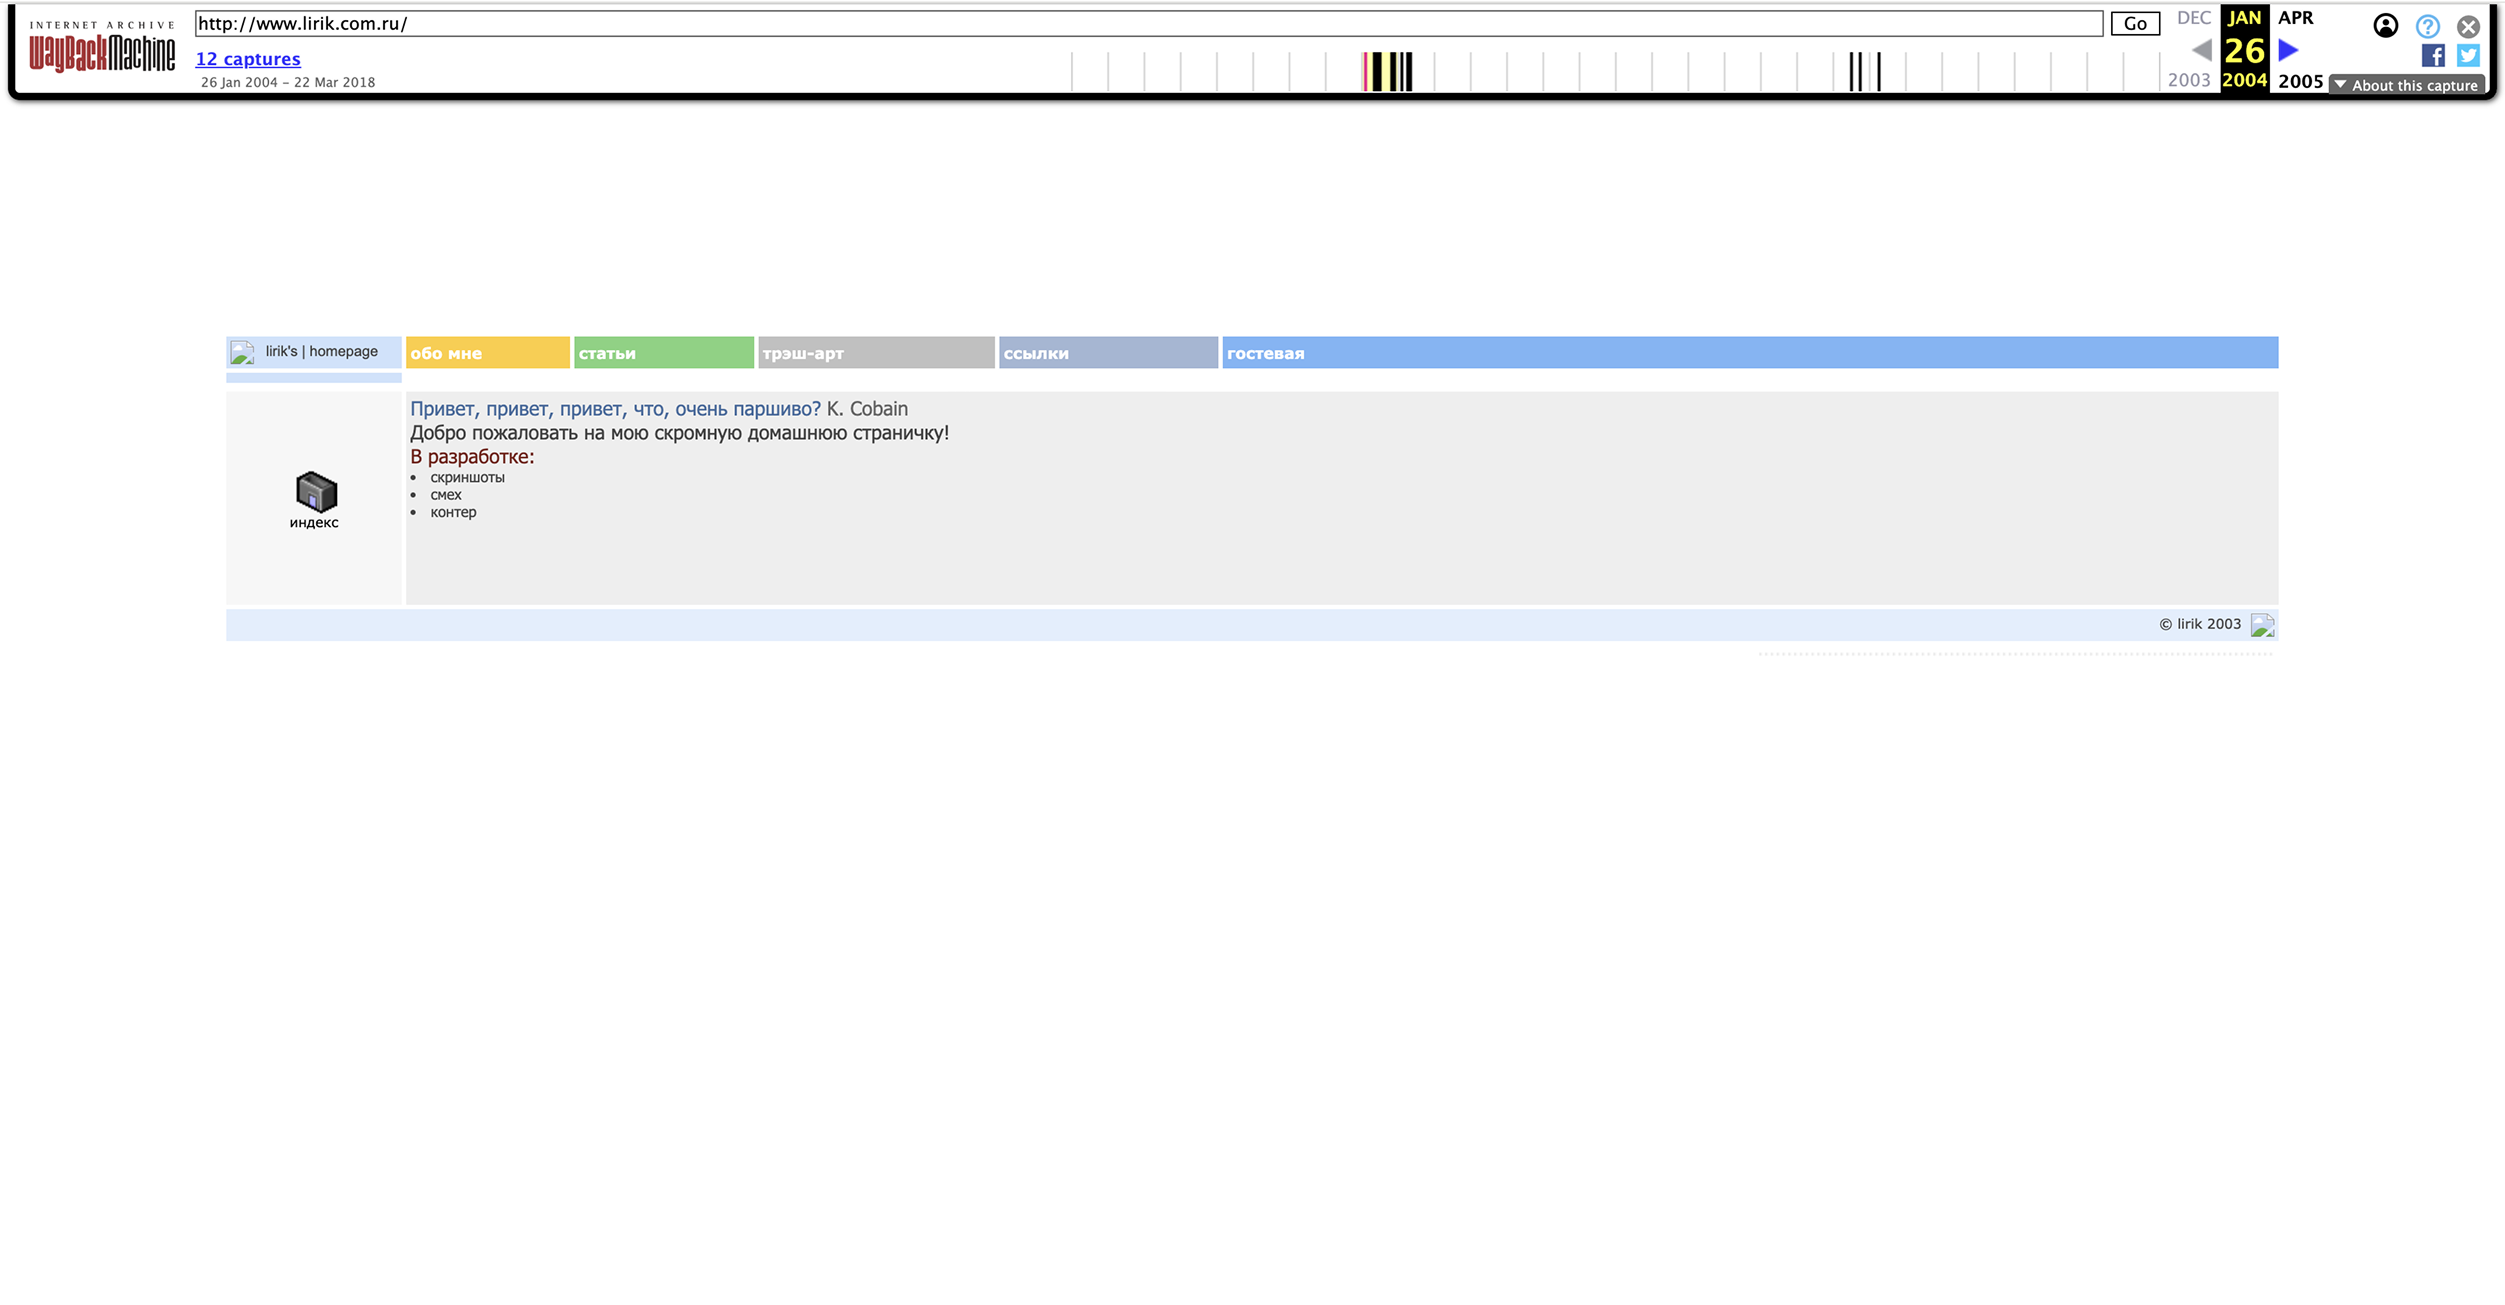 INTERNET ARCHIVE
WayBackMachine
http://www.lirik.com.ru/
Go
DEC
JAN
APR
12 captures
26
26 Jan 2004 – 22 Mar 2018
2003
2004
2005
About this capture
lirik's | homepage
обо мне
статьи
трэш-арт
ссылки
гостевая
Привет, привет, привет, что, очень паршиво? K. Cobain
Добро пожаловать на мою скромную домашнюю страничку!
В разработке:
• скриншоты
• смех
• контер
индекс
© lirik 2003